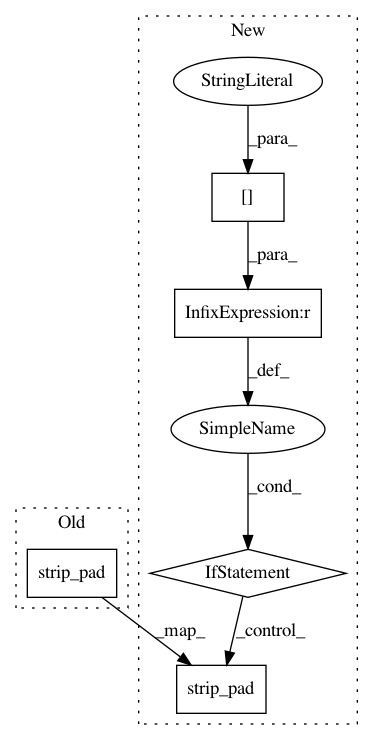 New
StringLiteral
_para_
[]
_para_
InfixExpression:r
_def_
SimpleName
_cond_
Old
IfStatement
strip_pad
_map_
_control_
strip_pad